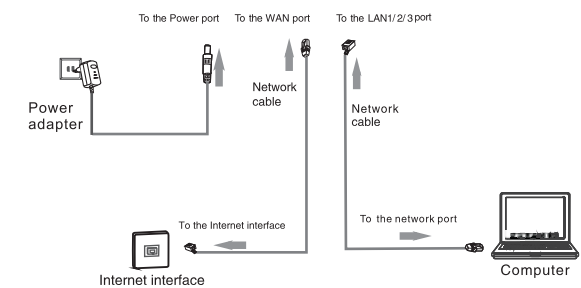 To the Power port
To the WAN port
To the LAN1/2/3 port
Network
cable
Network
cable
Power
adapter
To the Internet interface
To the network port
Internet interface
Computer